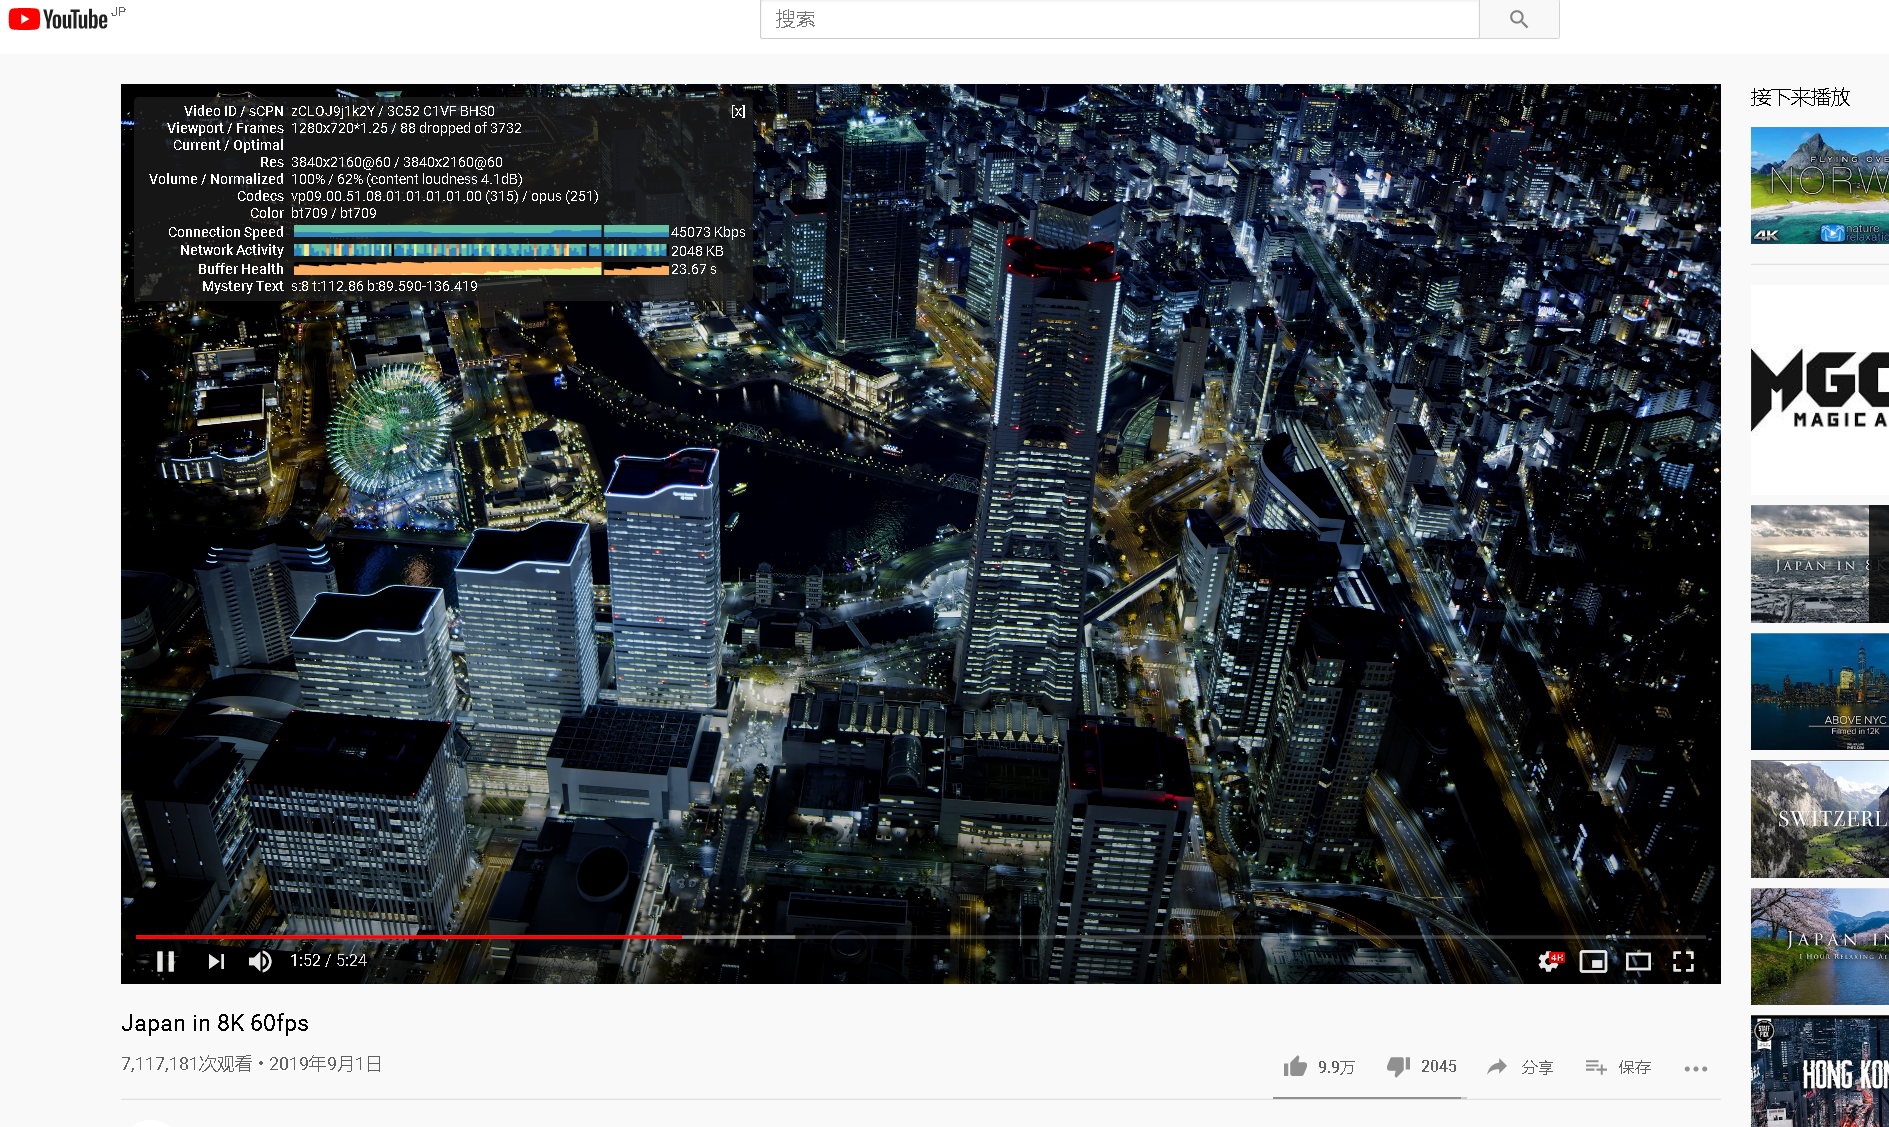 YouTube JP
搜索
Video ID / sCPN zCLOJ9j1k2Y / 3C52 C1VF BHS0 [x]
Viewport / Frames 1280x720*1.25 / 88 dropped of 3732
Current / Optimal
Res 3840x2160@60 / 3840x2160@60
Volume / Normalized 100% / 62% (content loudness 4.1dB)
Codecs vp09.00.51.08.01.01.01.01.00 (315) / opus (251)
Color bt709 / bt709
Connection Speed 45073 Kbps
Network Activity 2048 KB
Buffer Health 23.67 s
Mystery Text s:8 t:112.86 b:89.590-136.419
1:52 / 5:24
4K
Japan in 8K 60fps
7,117,181次观看 • 2019年9月1日
9.9万
2045
分享
保存
接下来播放
FLYING OVE
NORW
4K
nature
relaxatio
MGC
MAGIC A
JAPAN IN 8K
ABOVE NYC
Filmed in 12K
SWITZERL
JAPAN IN
1 HOUR RELAXING AE
STAFF
PICK
HONG KON